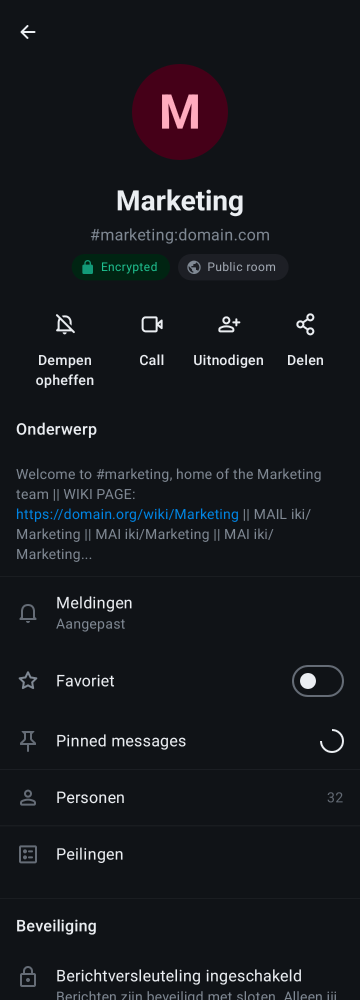 M
Marketing
#marketing:domain.com
Encrypted
Public room
Dempen
opheffen
Call
Uitnodigen
Delen
Onderwerp
Welcome to #marketing, home of the Marketing
team || WIKI PAGE:
https://domain.org/wiki/Marketing || MAIL iki/
Marketing || MAI iki/Marketing || MAI iki/
Marketing...
Meldingen
Aangepast
Favoriet
Pinned messages
Personen
32
Peilingen
Beveiliging
Berichtversleuteling ingeschakeld
Berichten zijn beveiligd met sloten. Alleen jij